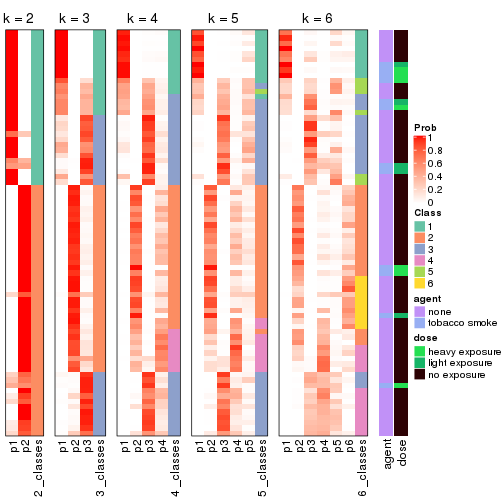 k = 2
k = 3
k = 4
k = 5
k = 6
Prob
1
0.8
0.6
0.4
0.2
0
Class
1
2
3
4
5
6
agent
none
tobacco smoke
dose
heavy exposure
light exposure
no exposure
p1
p2
2_classes
p1
p2
p3
3_classes
p1
p2
p3
p4
4_classes
p1
p2
p3
p4
p5
5_classes
p1
p2
p3
p4
p5
p6
6_classes
agent
dose